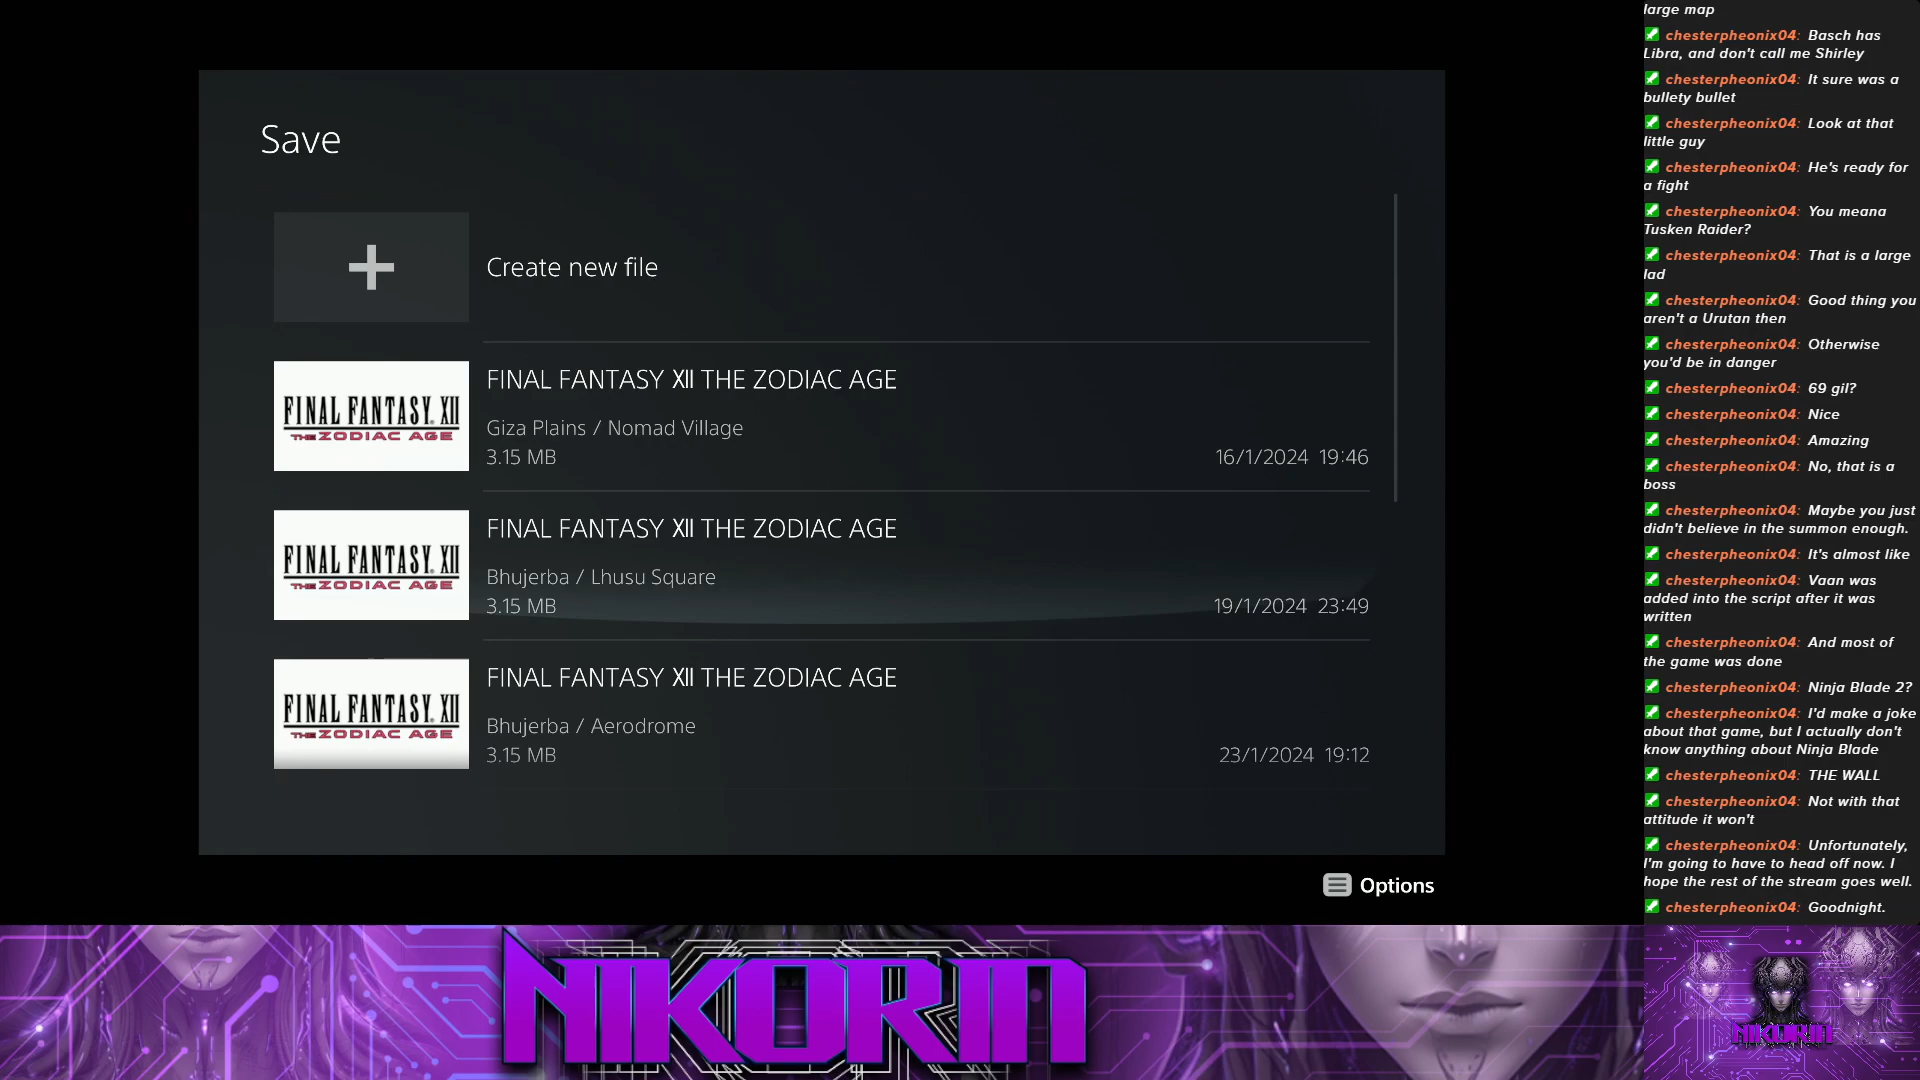 Save
Create new file
FINAL FANTASY XII THE ZODIAC AGE
Giza Plains / Nomad Village
3.15 MB
16/1/2024 19:46
FINAL FANTASY XII
THE ZODIAC AGE
FINAL FANTASY XII THE ZODIAC AGE
Bhujerba / Lhusu Square
3.15 MB
19/1/2024 23:49
FINAL FANTASY XII
THE ZODIAC AGE
FINAL FANTASY XII THE ZODIAC AGE
Bhujerba / Aerodrome
3.15 MB
23/1/2024 19:12
FINAL FANTASY XII
THE ZODIAC AGE
Options
NIKORIN
large map
chesterpheonix04: Basch has
Libra, and don't call me Shirley
chesterpheonix04: It sure was a
bullety bullet
chesterpheonix04: Look at that
little guy
chesterpheonix04: He's ready for
a fight
chesterpheonix04: You meana
Tusken Raider?
chesterpheonix04: That is a large
lad
chesterpheonix04: Good thing you
aren't a Urutan then
chesterpheonix04: Otherwise
you'd be in danger
chesterpheonix04: 69 gil?
chesterpheonix04: Nice
chesterpheonix04: Amazing
chesterpheonix04: No, that is a
boss
chesterpheonix04: Maybe you just
didn't believe in the summon enough.
chesterpheonix04: It's almost like
chesterpheonix04: Vaan was
added into the script after it was
written
chesterpheonix04: And most of
the game was done
chesterpheonix04: Ninja Blade 2?
chesterpheonix04: I'd make a joke
about that game, but I actually don't
know anything about Ninja Blade
chesterpheonix04: THE WALL
chesterpheonix04: Not with that
attitude it won't
chesterpheonix04: Unfortunately,
I'm going to have to head off now. I
hope the rest of the stream goes well.
chesterpheonix04: Goodnight.
NIKORIN